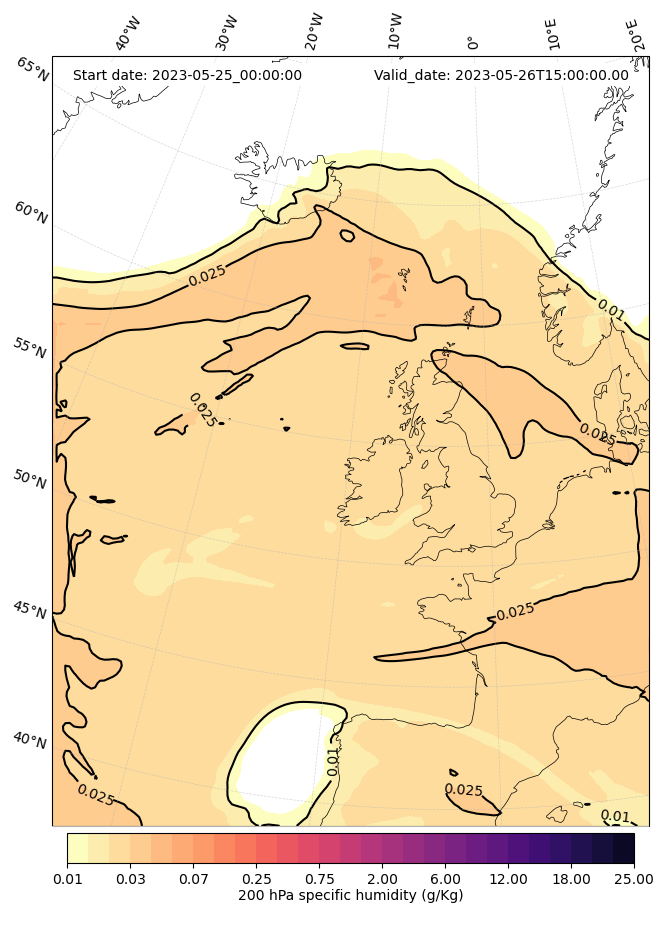 40°W 30°W 20°W 10°W 0° 10°E 20°E
65°N
Start date: 2023-05-25_00:00:00 Valid_date: 2023-05-26T15:00:00.00
60°N
0.025
0.01
55°N
0.025
0.025
50°N
45°N
0.025
40°N
0.01
0.025
0.025
0.01
0.01 0.03 0.07 0.25 0.75 2.00 6.00 12.00 18.00 25.00
200 hPa specific humidity (g/Kg)